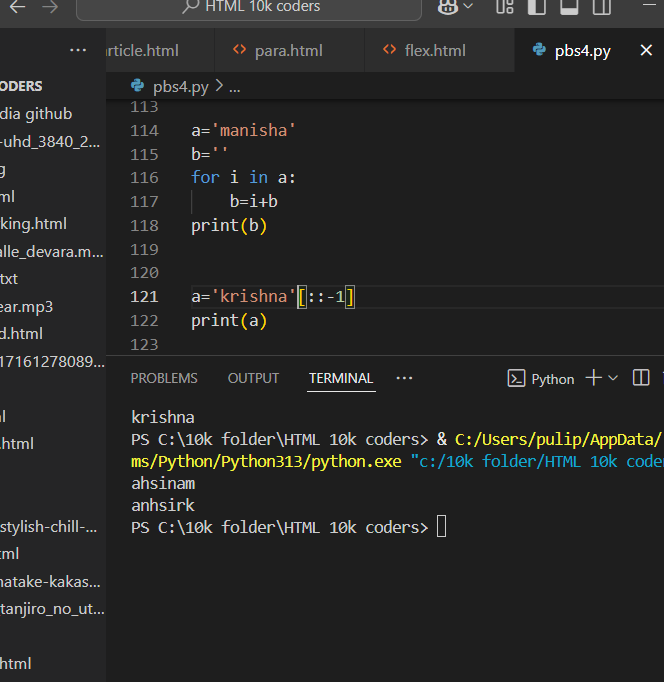 HTML 10k coders
rticle.html para.html flex.html pbs4.py
ODERS
pbs4.py > ...
dia github
-uhd_3840_2...
g
ml
king.html
alle_devara.m...
txt
ear.mp3
d.html
17161278089...
l
.html
stylish-chill-...
ml
natake-kakas...
tanjiro_no_ut...
html
113
114 a='manisha'
115 b=''
116 for i in a:
117 b=i+b
118 print(b)
119
120
121 a='krishna'[::-1]
122 print(a)
123
PROBLEMS OUTPUT TERMINAL ... Python
krishna
PS C:\10k folder\HTML 10k coders> & C:/Users/pulip/AppData/
ms/Python/Python313/python.exe "c:/10k folder/HTML 10k code
ahsinam
anhsirk
PS C:\10k folder\HTML 10k coders>